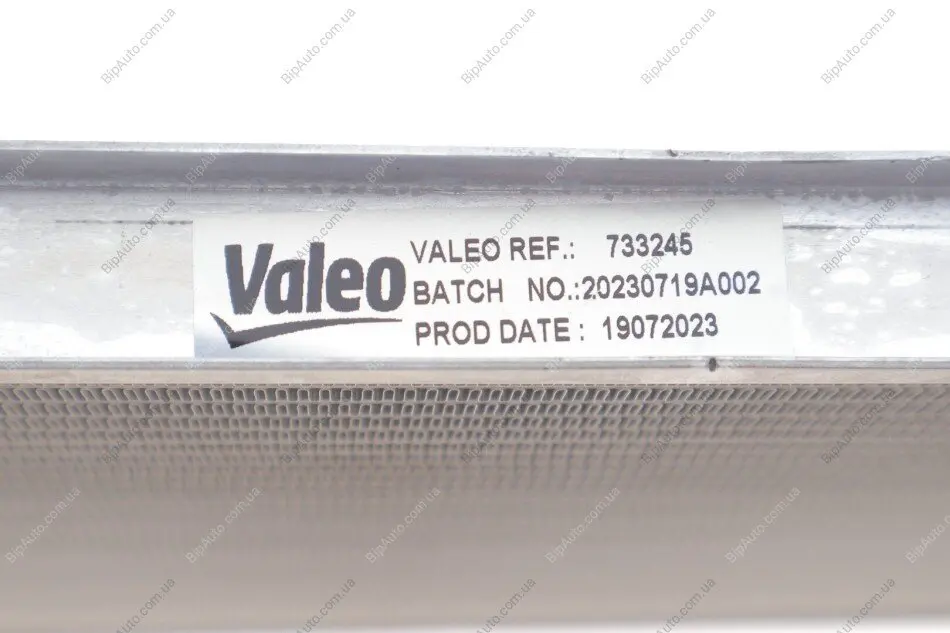 Valeo
VALEO REF.: 733245
BATCH NO.:20230719A002
PROD DATE : 19072023
BipAuto.com.ua